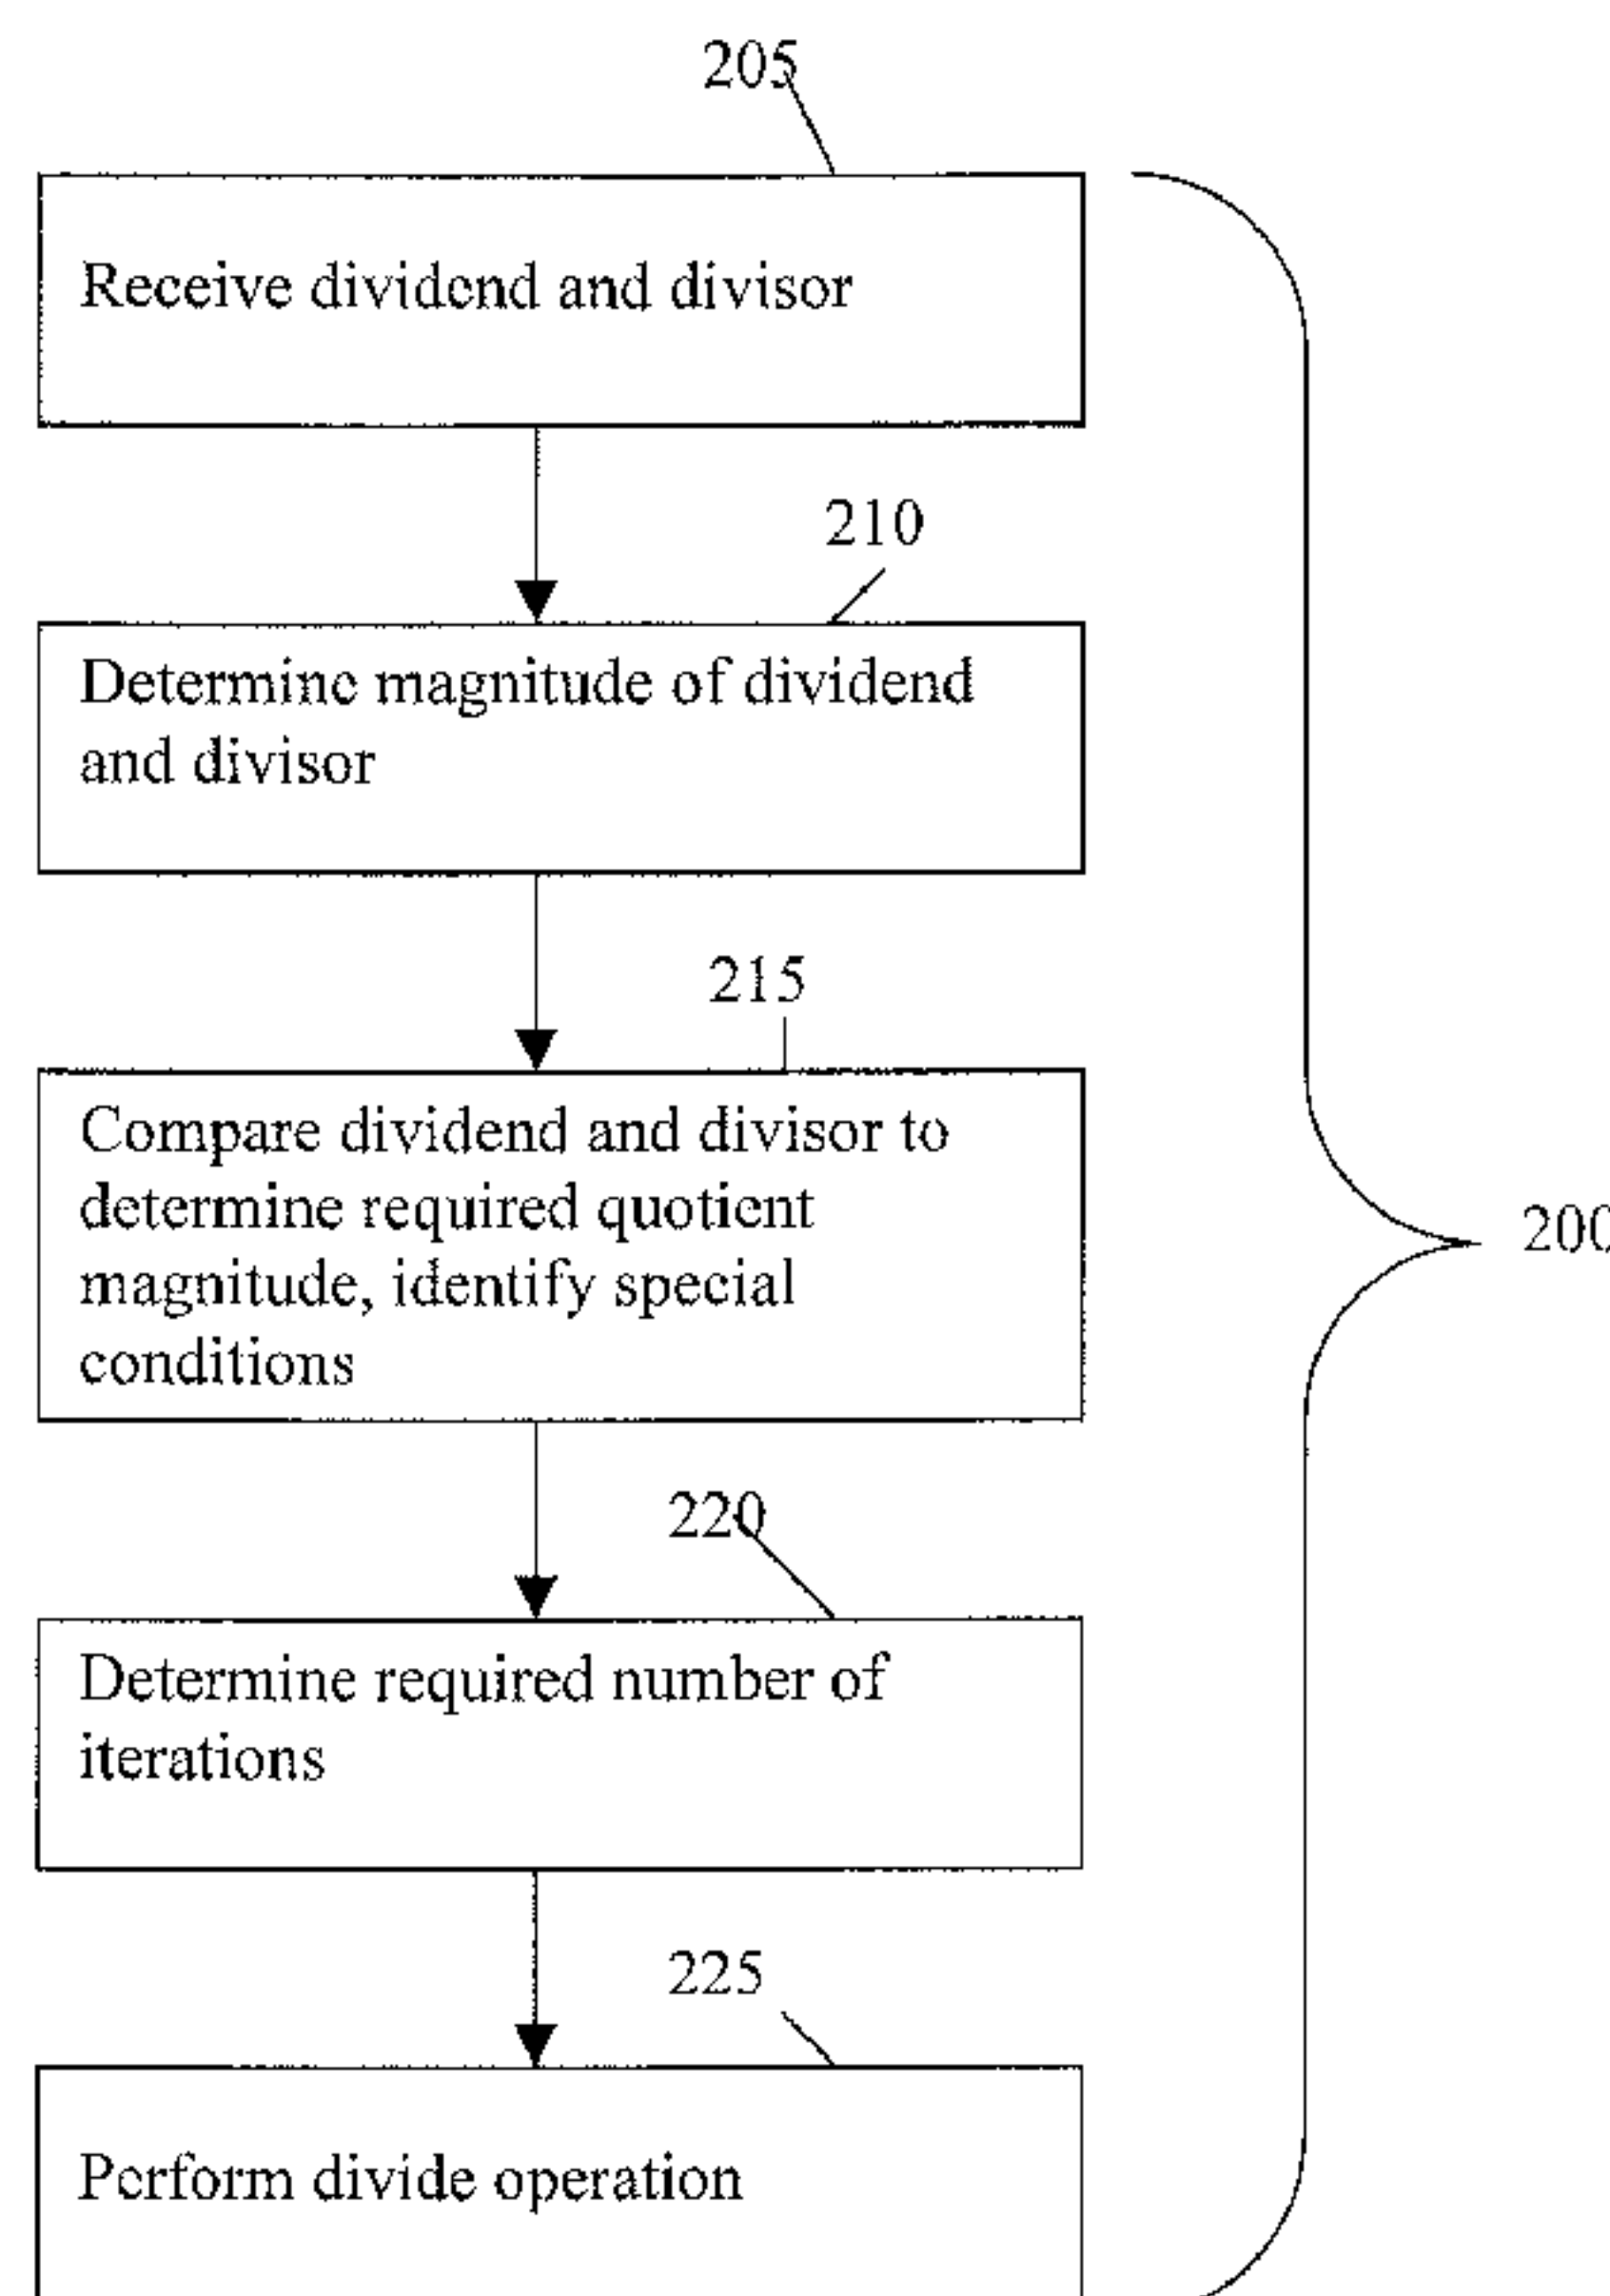 205
Receive dividend and divisor
210
Determine magnitude of dividend
and divisor
215
Compare dividend and divisor to
determine required quotient
magnitude, identify special
conditions
200
220
Determine required number of
iterations
225
Perform divide operation